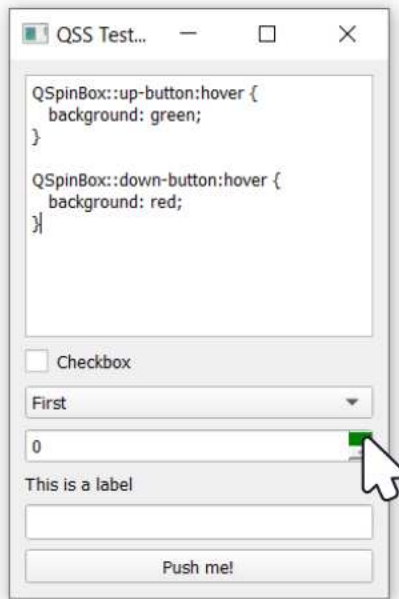 QSS Test...
QSpinBox::up-button:hover {
   background: green;
}

QSpinBox::down-button:hover {
   background: red;
}
Checkbox
First
0
This is a label
Push me!